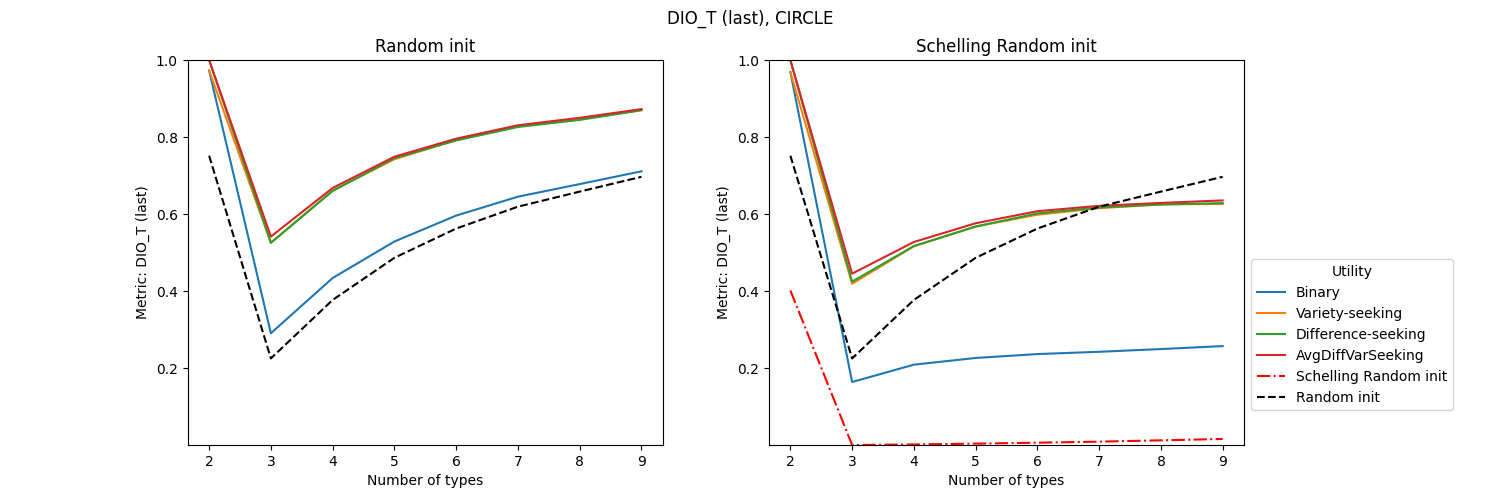 DIO_T (last), CIRCLE
Random init
Metric: DIO_T (last)
1.0
0.8
0.6
0.4
0.2
2 3 4 5 6 7 8 9
Number of types
Schelling Random init
Metric: DIO_T (last)
1.0
0.8
0.6
0.4
0.2
2 3 4 5 6 7 8 9
Number of types
Utility
Binary
Variety-seeking
Difference-seeking
AvgDiffVarSeeking
Schelling Random init
Random init